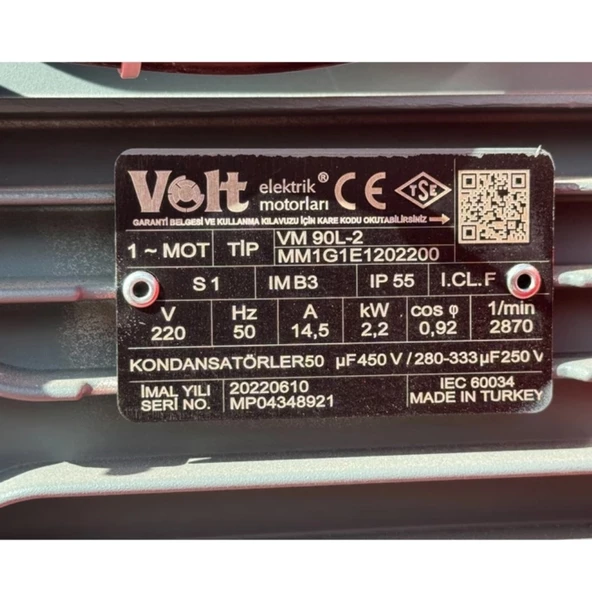 Volt elektrik® motorları CE TSE
GARANTİ BELGESİ VE KULLANMA KILAVUZU İÇİN KARE KODU OKUTABİLİRSİNİZ
1 ~ MOT TİP VM 90L-2
MM1G1E1202200
S 1 IM B3 IP 55 I.CL.F
V Hz A kW cos φ 1/min
220 50 14,5 2,2 0,92 2870
KONDANSATÖRLER50 µF450 V / 280-333 µF250 V
İMAL YILI 20220610 IEC 60034
SERİ NO. MP04348921 MADE IN TURKEY